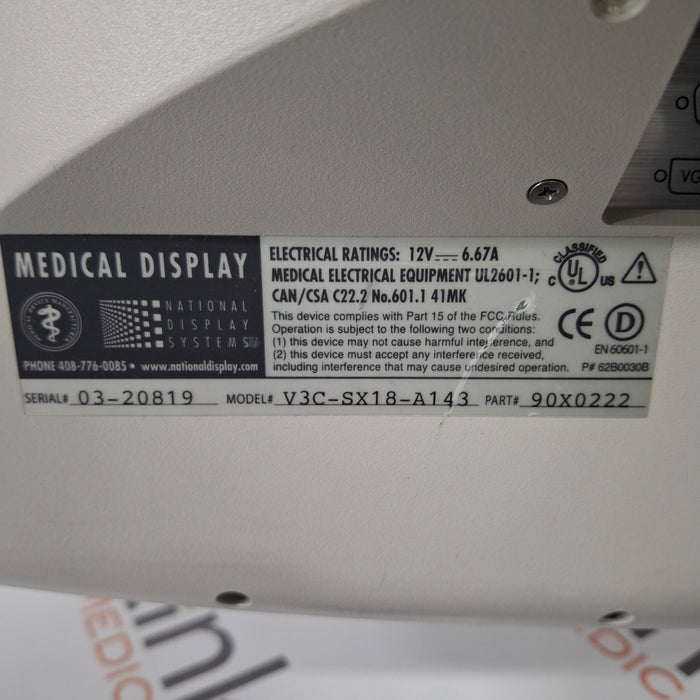 VG
MEDICAL DISPLAY
NATIONAL
DISPLAY
SYSTEMS
PHONE 408-776-0085 • www.nationaldisplay.com
ELECTRICAL RATINGS: 12V 6.67A
MEDICAL ELECTRICAL EQUIPMENT UL2601-1;
CAN/CSA C22.2 No.601.1 41MK
This device complies with Part 15 of the FCC Rules.
Operation is subject to the following two conditions:
(1) this device may not cause harmful interference, and
(2) this device must accept any interference received,
including interference that may cause undesired operation.
CLASSIFIED
C UL US
CE D
EN 60601-1
P# 62B0030B
SERIAL# 03-20819 MODEL# V3C-SX18-A143 PART# 90X0222
MEDIC